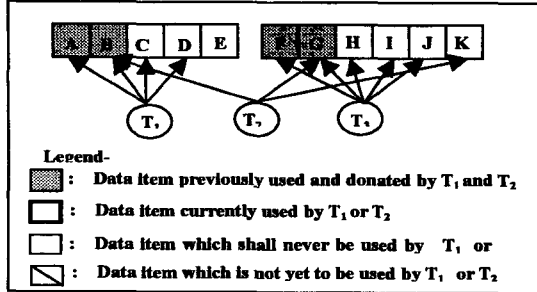 A B C D E F G H I J K
T₁ T₂ T₃
Legend-
: Data item previously used and donated by T₁ and T₂
: Data item currently used by T₁ or T₂
: Data item which shall never be used by T₁ or
: Data item which is not yet to be used by T₁ or T₂